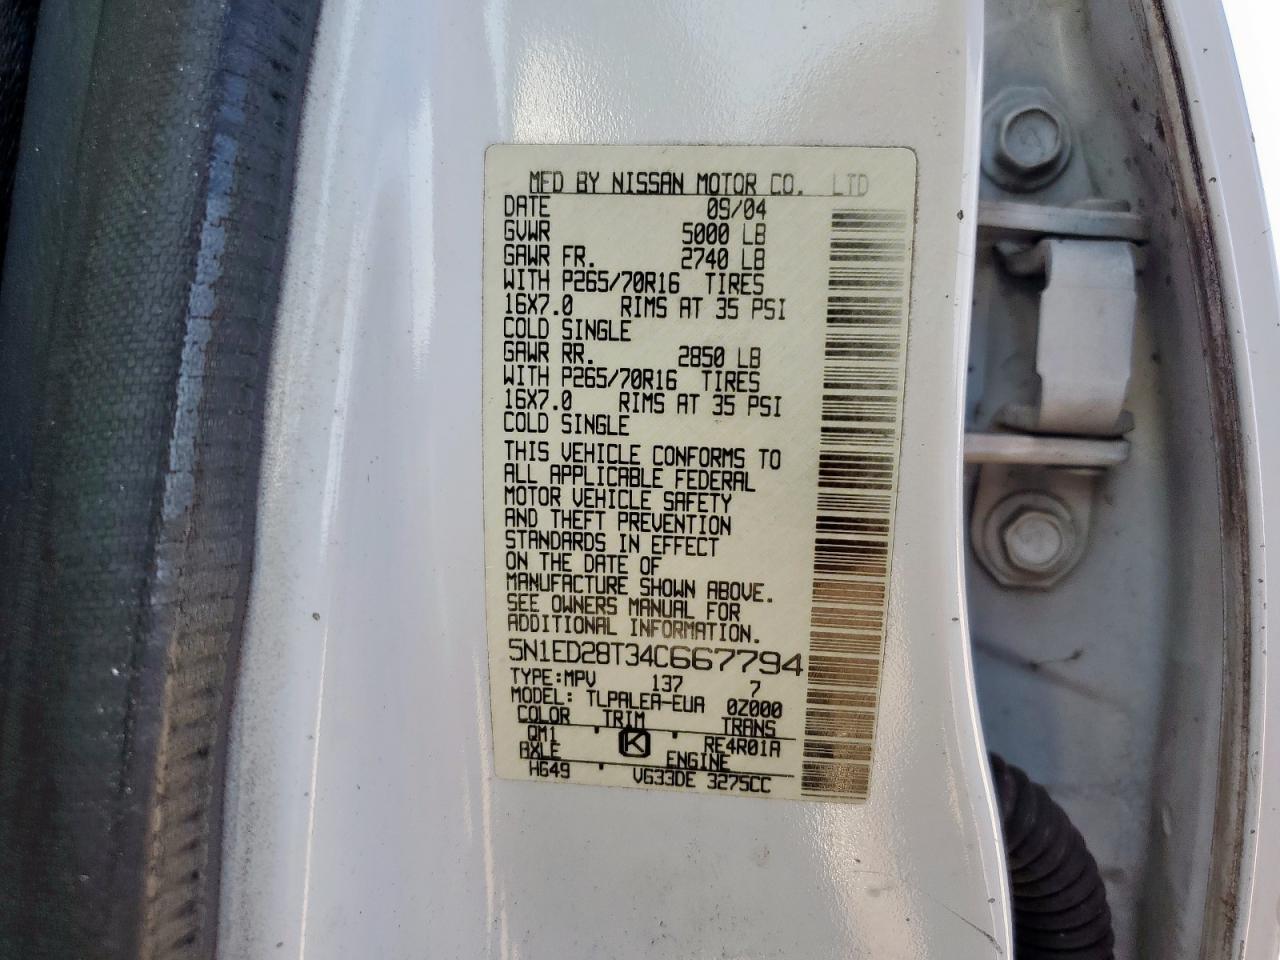 MFD BY NISSAN MOTOR CO. LTD
DATE 09/04
GVWR 5000 LB
GAWR FR. 2740 LB
WITH P265/70R16 TIRES
16X7.0 RIMS AT 35 PSI
COLD SINGLE
GAWR RR. 2850 LB
WITH P265/70R16 TIRES
16X7.0 RIMS AT 35 PSI
COLD SINGLE
THIS VEHICLE CONFORMS TO
ALL APPLICABLE FEDERAL
MOTOR VEHICLE SAFETY
AND THEFT PREVENTION
STANDARDS IN EFFECT
ON THE DATE OF
MANUFACTURE SHOWN ABOVE.
SEE OWNERS MANUAL FOR
ADDITIONAL INFORMATION.
5N1ED28T34C667794
TYPE:MPV 137 7
MODEL: TLPALEA-EUA 0Z000
COLOR TRIM TRANS
QM1 K RE4R01A
AXLE ENGINE
HG49 VG33DE 3275CC